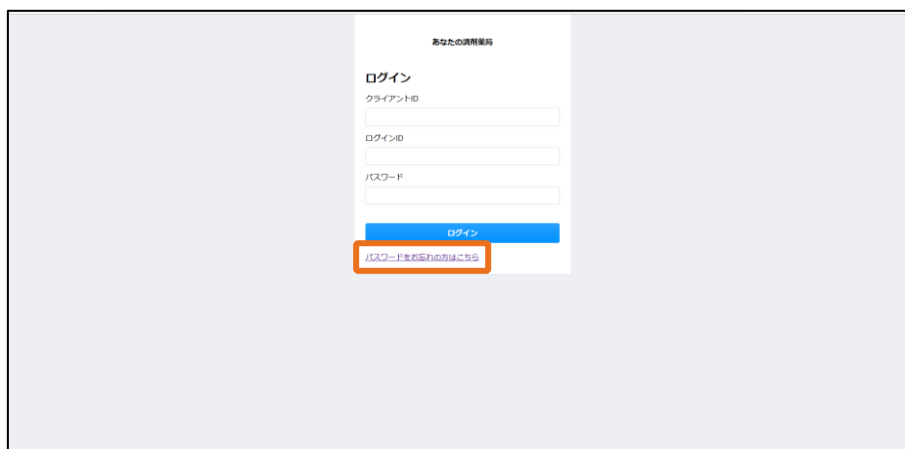 あなたの調剤薬局
ログイン
クライアントID
ログインID
パスワード
ログイン
パスワードをお忘れの方はこちら